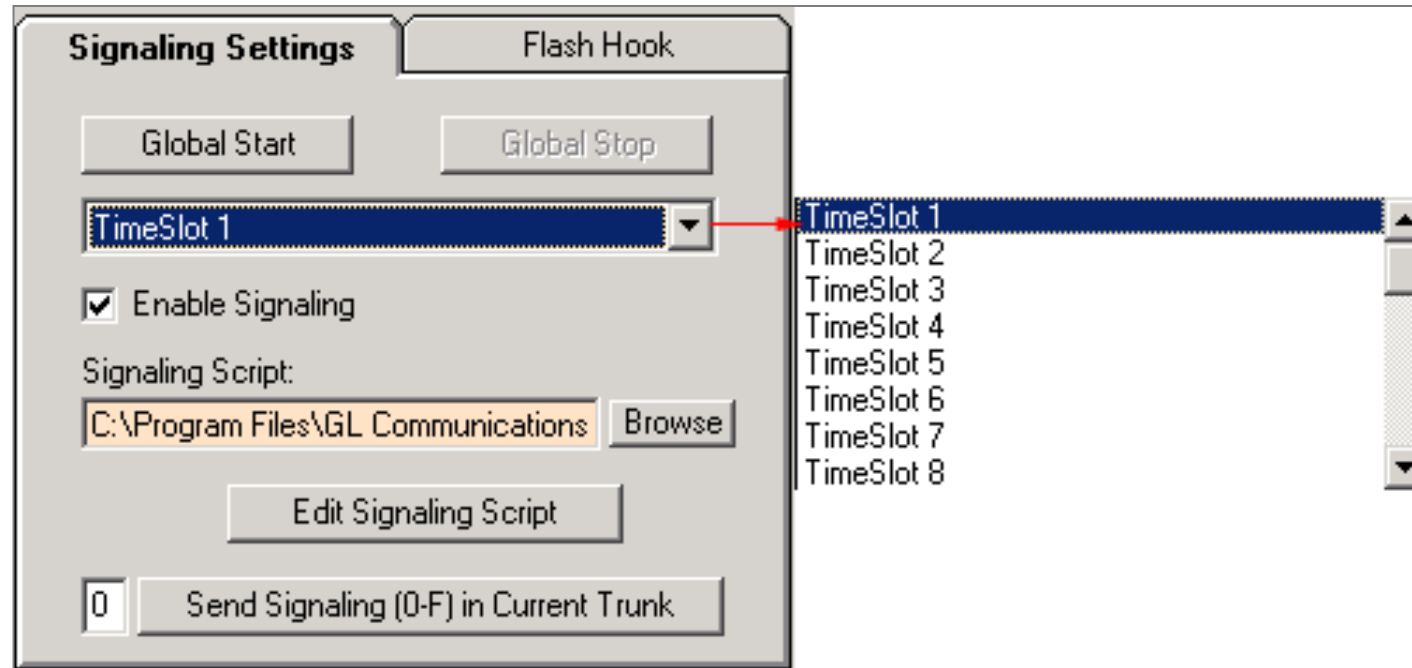 Signaling Settings
Flash Hook
Global Start
Global Stop
TimeSlot 1
Enable Signaling
Signaling Script:
C:\Program Files\GL Communications
Browse
Edit Signaling Script
0
Send Signaling (0-F) in Current Trunk
TimeSlot 1
TimeSlot 2
TimeSlot 3
TimeSlot 4
TimeSlot 5
TimeSlot 6
TimeSlot 7
TimeSlot 8